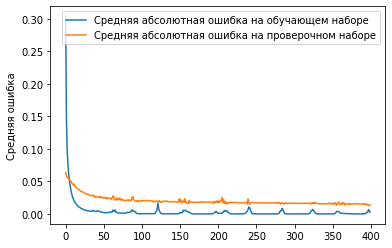 0.30
0.25
0.20
0.15
0.10
0.05
0.00
Средняя ошибка
Средняя абсолютная ошибка на обучающем наборе
Средняя абсолютная ошибка на проверочном наборе
0 50 100 150 200 250 300 350 400